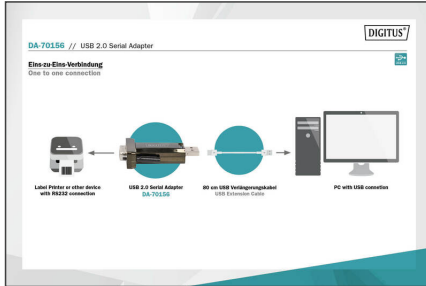 DIGITUS®
DA-70156 // USB 2.0 Serial Adapter
Eins-zu-Eins-Verbindung
One to one connection
Label Printer or other device
with RS232 connection
USB 2.0 Serial Adapter
DA-70156
80 cm USB Verlängerungskabel
USB Extension Cable
PC with USB connetion